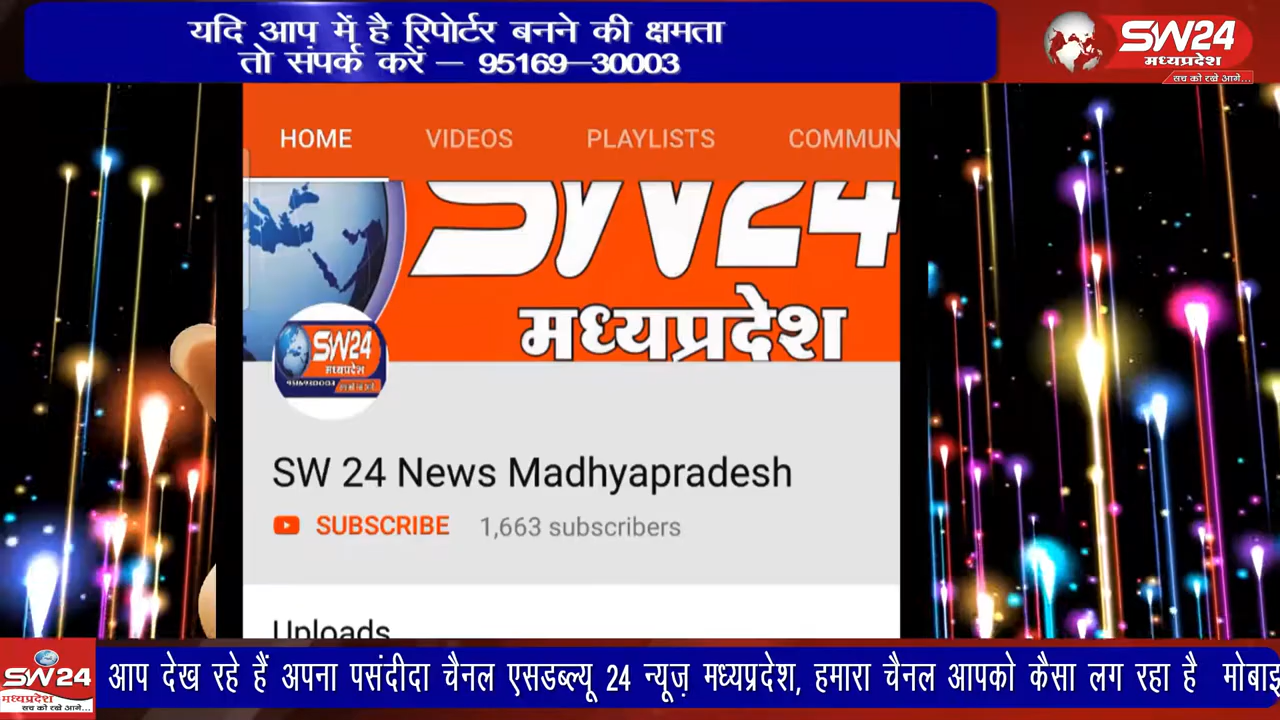 यदि आप में है रिपोर्टर बनने की क्षमता
तो संपर्क करें – 95169–30003
SW24
मध्यप्रदेश
सच को रखे आगे...
HOME VIDEOS PLAYLISTS COMMUN
SW24
मध्यप्रदेश
SW24
मध्यप्रदेश
9516930003
SW 24 News Madhyapradesh
SUBSCRIBE 1,663 subscribers
Uploads
SW24
मध्यप्रदेश
सच को रखे आगे...
आप देख रहे हैं अपना पसंदीदा चैनल एसडब्ल्यू 24 न्यूज़ मध्यप्रदेश, हमारा चैनल आपको कैसा लग रहा है मोबाइ